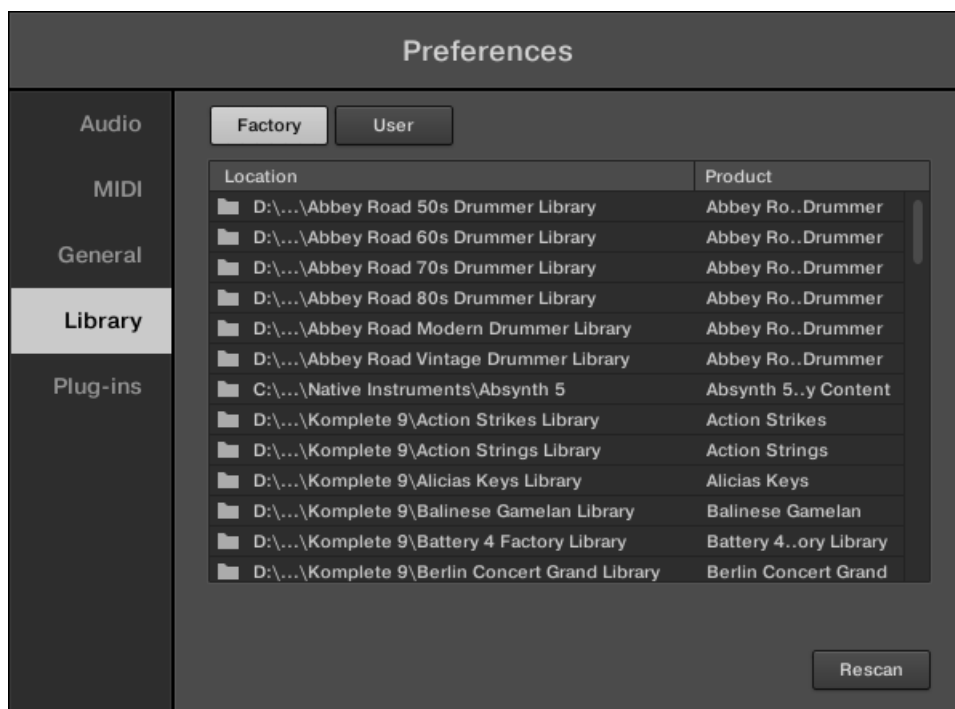 Preferences
Audio
MIDI
General
Library
Plug-ins
Factory User
Location Product
D:\...\Abbey Road 50s Drummer Library Abbey Ro..Drummer
D:\...\Abbey Road 60s Drummer Library Abbey Ro..Drummer
D:\...\Abbey Road 70s Drummer Library Abbey Ro..Drummer
D:\...\Abbey Road 80s Drummer Library Abbey Ro..Drummer
D:\...\Abbey Road Modern Drummer Library Abbey Ro..Drummer
D:\...\Abbey Road Vintage Drummer Library Abbey Ro..Drummer
C:\...\Native Instruments\Absynth 5 Absynth 5..y Content
D:\...\Komplete 9\Action Strikes Library Action Strikes
D:\...\Komplete 9\Action Strings Library Action Strings
D:\...\Komplete 9\Alicias Keys Library Alicias Keys
D:\...\Komplete 9\Balinese Gamelan Library Balinese Gamelan
D:\...\Komplete 9\Battery 4 Factory Library Battery 4..ory Library
D:\...\Komplete 9\Berlin Concert Grand Library Berlin Concert Grand
Rescan